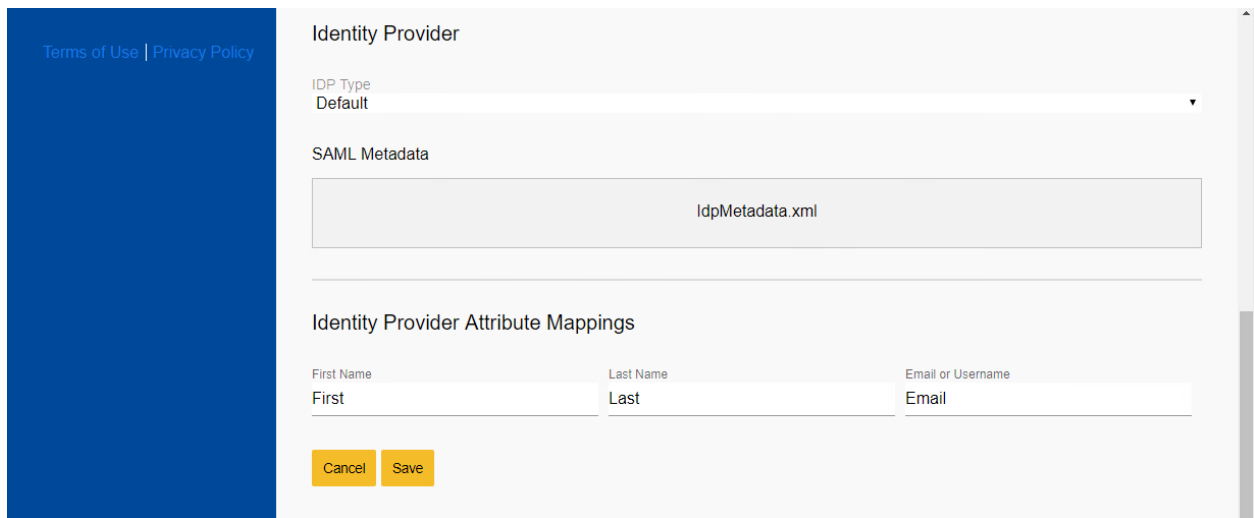 Terms of Use | Privacy Policy
Identity Provider
IDP Type
Default
SAML Metadata
IdpMetadata.xml
Identity Provider Attribute Mappings
First Name Last Name Email or Username
First Last Email
Cancel Save